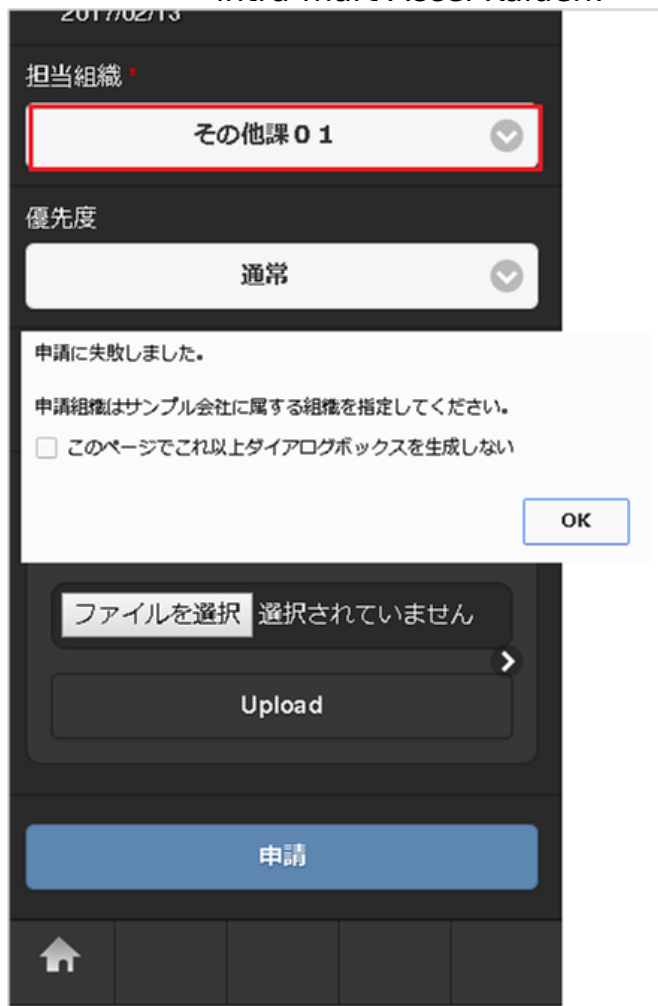 2017/02/13
担当組織 *
その他課０１
優先度
通常
申請に失敗しました。
申請組織はサンプル会社に属する組織を指定してください。
このページでこれ以上ダイアログボックスを生成しない
OK
ファイルを選択 選択されていません
Upload
申請